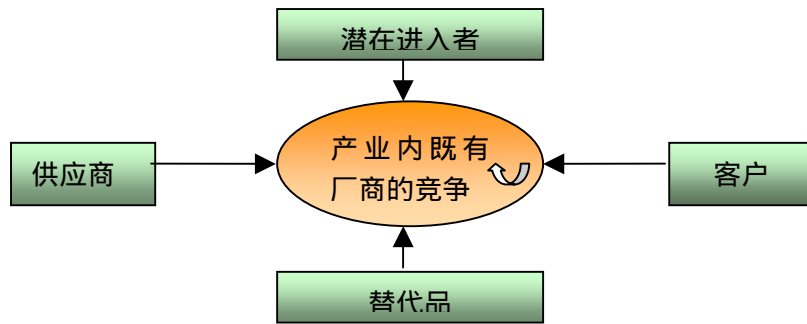 潜在进入者
供应商
产业内既有
厂商的竞争
客户
替代品